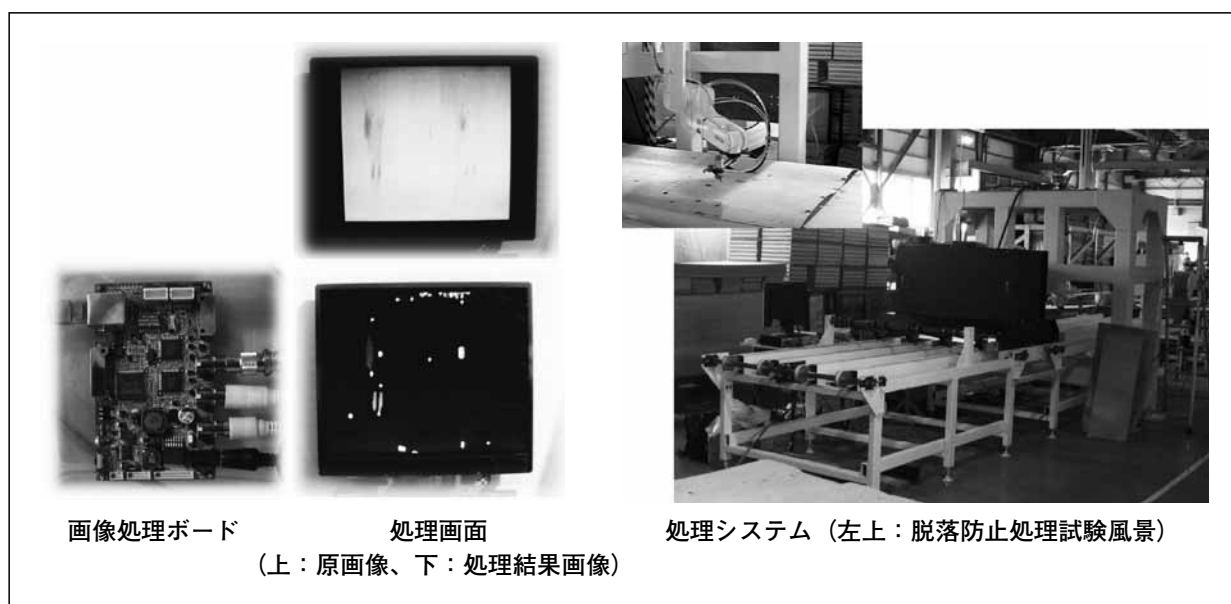 画像処理ボード
処理画面
(上：原画像、下：処理結果画像)
処理システム（左上：脱落防止処理試験風景）